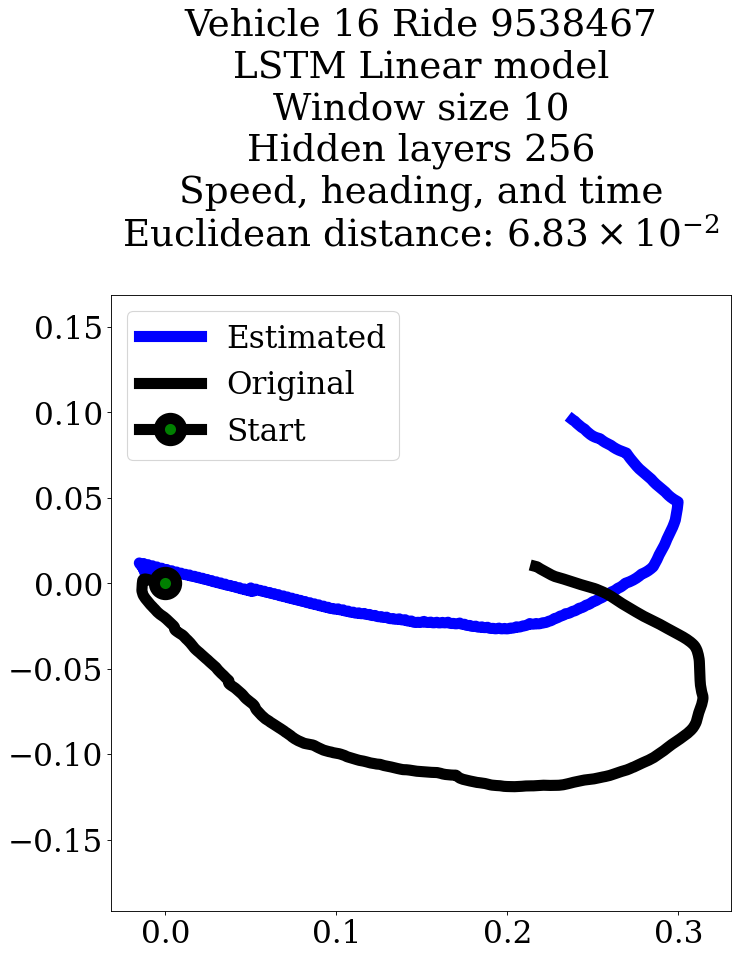 Vehicle 16 Ride 9538467
LSTM Linear model
Window size 10
Hidden layers 256
Speed, heading, and time
Euclidean distance: 6.83 × 10⁻²
Estimated
Original
Start
0.15
0.10
0.05
0.00
−0.05
−0.10
−0.15
0.0 0.1 0.2 0.3